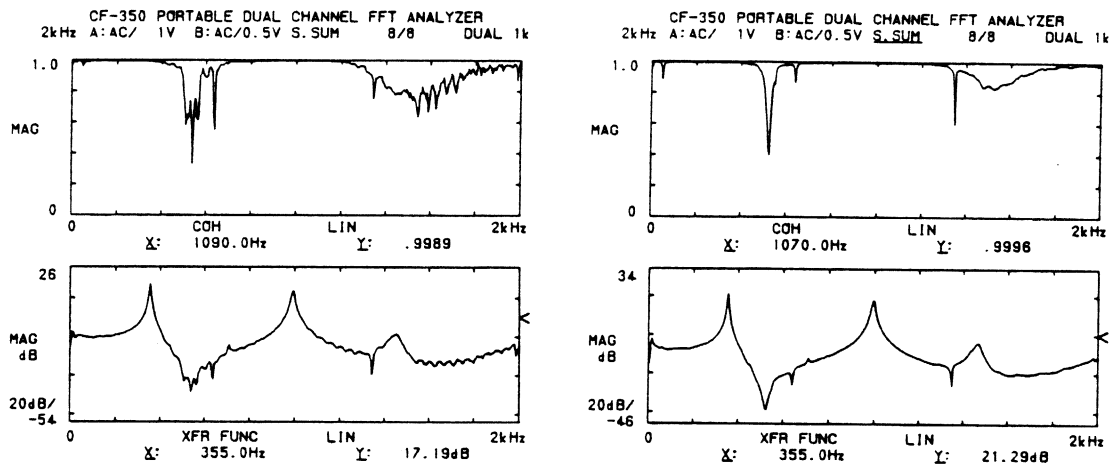 CF-350 PORTABLE DUAL CHANNEL FFT ANALYZER
2kHz A:AC/ 1V B:AC/0.5V S.SUM 8/8 DUAL 1k
1.0
MAG
0
0 COH LIN 2kHz
X: 1090.0Hz Y: .9989
26
MAG
dB
20dB/
-54
0 XFR FUNC LIN 2kHz
X: 355.0Hz Y: 17.19dB
CF-350 PORTABLE DUAL CHANNEL FFT ANALYZER
2kHz A:AC/ 1V B:AC/0.5V S.SUM 8/8 DUAL 1k
1.0
MAG
0
0 COH LIN 2kHz
X: 1070.0Hz Y: .9996
34
MAG
dB
20dB/
-46
0 XFR FUNC LIN 2kHz
X: 355.0Hz Y: 21.29dB